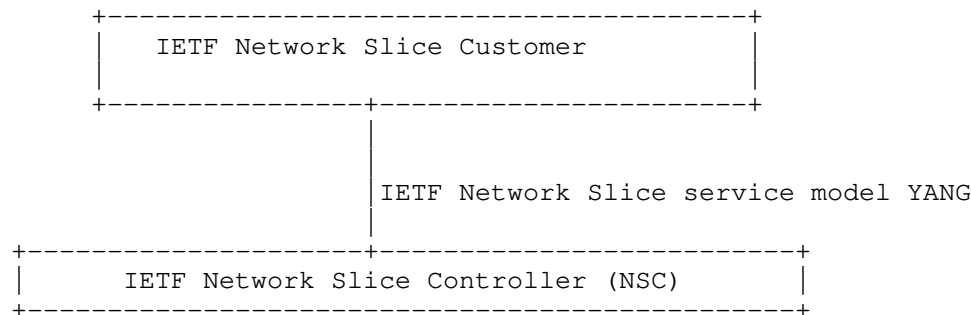 IETF Network Slice Customer
IETF Network Slice service model YANG
IETF Network Slice Controller (NSC)